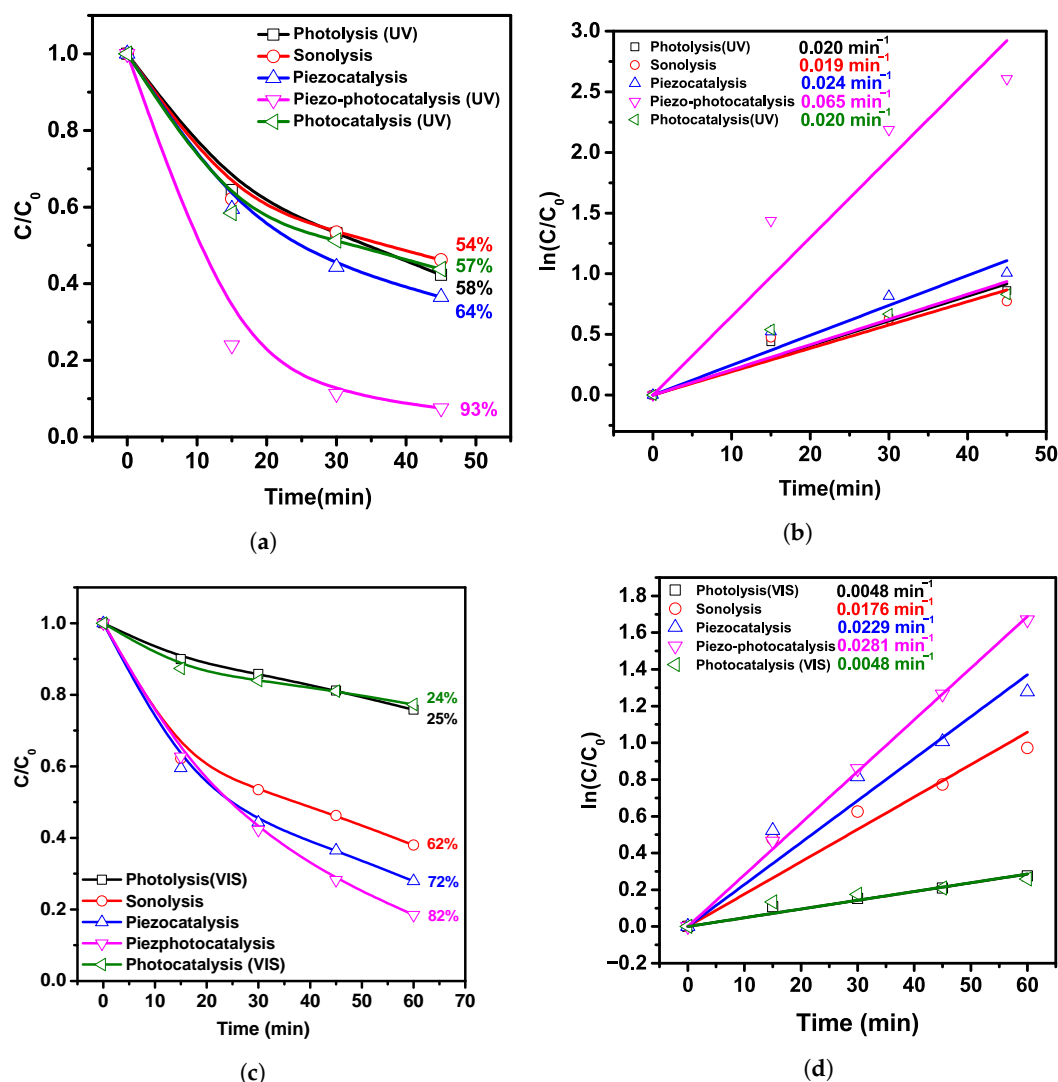 Photolysis (UV)
Sonolysis
Piezocatalysis
Piezo-photocatalysis (UV)
Photocatalysis (UV)
1.0
0.8
0.6
0.4
0.2
0.0
C/C₀
54%
57%
58%
64%
93%
0 10 20 30 40 50
Time(min)
(a)
Photolysis(UV) 0.020 min⁻¹
Sonolysis 0.019 min⁻¹
Piezocatalysis 0.024 min⁻¹
Piezo-photocatalysis 0.065 min⁻¹
Photocatalysis(UV) 0.020 min⁻¹
3.0
2.5
2.0
1.5
1.0
0.5
0.0
ln(C/C₀)
0 10 20 30 40 50
Time(min)
(b)
1.0
0.8
0.6
0.4
0.2
0.0
C/C₀
24%
25%
62%
72%
82%
Photolysis(VIS)
Sonolysis
Piezocatalysis
Piezphotocatalysis
Photocatalysis (VIS)
0 10 20 30 40 50 60 70
Time (min)
(c)
Photolysis(VIS) 0.0048 min⁻¹
Sonolysis 0.0176 min⁻¹
Piezocatalysis 0.0229 min⁻¹
Piezo-photocatalysis 0.0281 min⁻¹
Photocatalysis (VIS) 0.0048 min⁻¹
1.8
1.6
1.4
1.2
1.0
0.8
0.6
0.4
0.2
0.0
−0.2
ln(C/C₀)
0 10 20 30 40 50 60
Time (min)
(d)